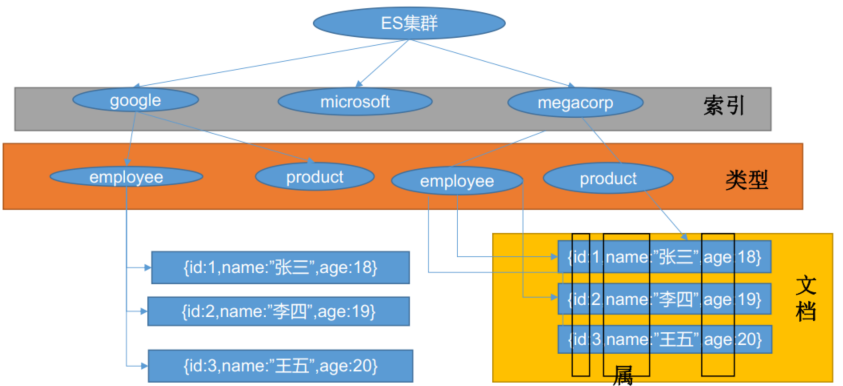 ES集群
google
microsoft
megacorp
索引
employee
product
employee
product
类型
{id:1,name:”张三”,age:18}
{id:2,name:”李四”,age:19}
{id:3,name:”王五”,age:20}
{id:1,name:”张三”,age:18}
{id:2,name:”李四”,age:19}
{id:3,name:”王五”,age:20}
文
档
属